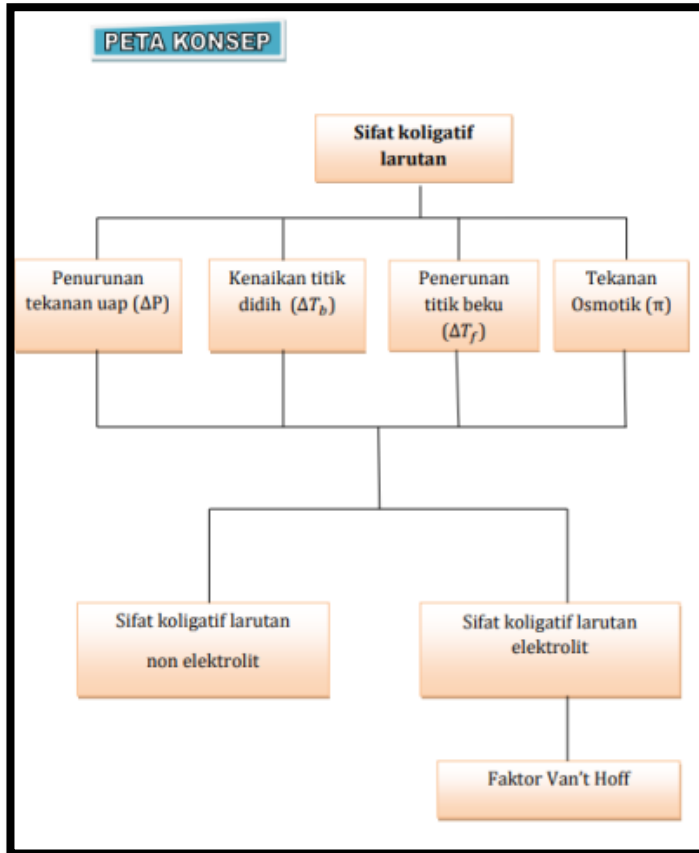 PETA KONSEP
Sifat koligatif
larutan
Penurunan
tekanan uap (ΔP)
Kenaikan titik
didih (ΔT_b)
Penerunan
titik beku
(ΔT_f)
Tekanan
Osmotik (π)
Sifat koligatif larutan
non elektrolit
Sifat koligatif larutan
elektrolit
Faktor Van't Hoff